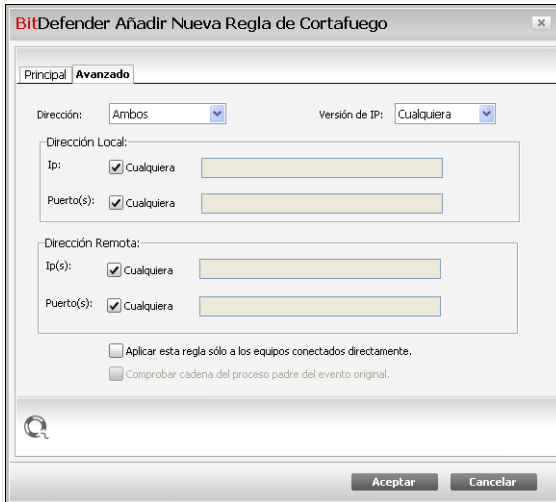 BitDefender Añadir Nueva Regla de Cortafuego
Principal Avanzado
Dirección: Ambos Versión de IP: Cualquiera
Dirección Local:
Ip: Cualquiera
Puerto(s): Cualquiera
Dirección Remota:
Ip(s): Cualquiera
Puerto(s): Cualquiera
Aplicar esta regla sólo a los equipos conectados directamente.
Comprobar cadena del proceso padre del evento original.
Aceptar Cancelar